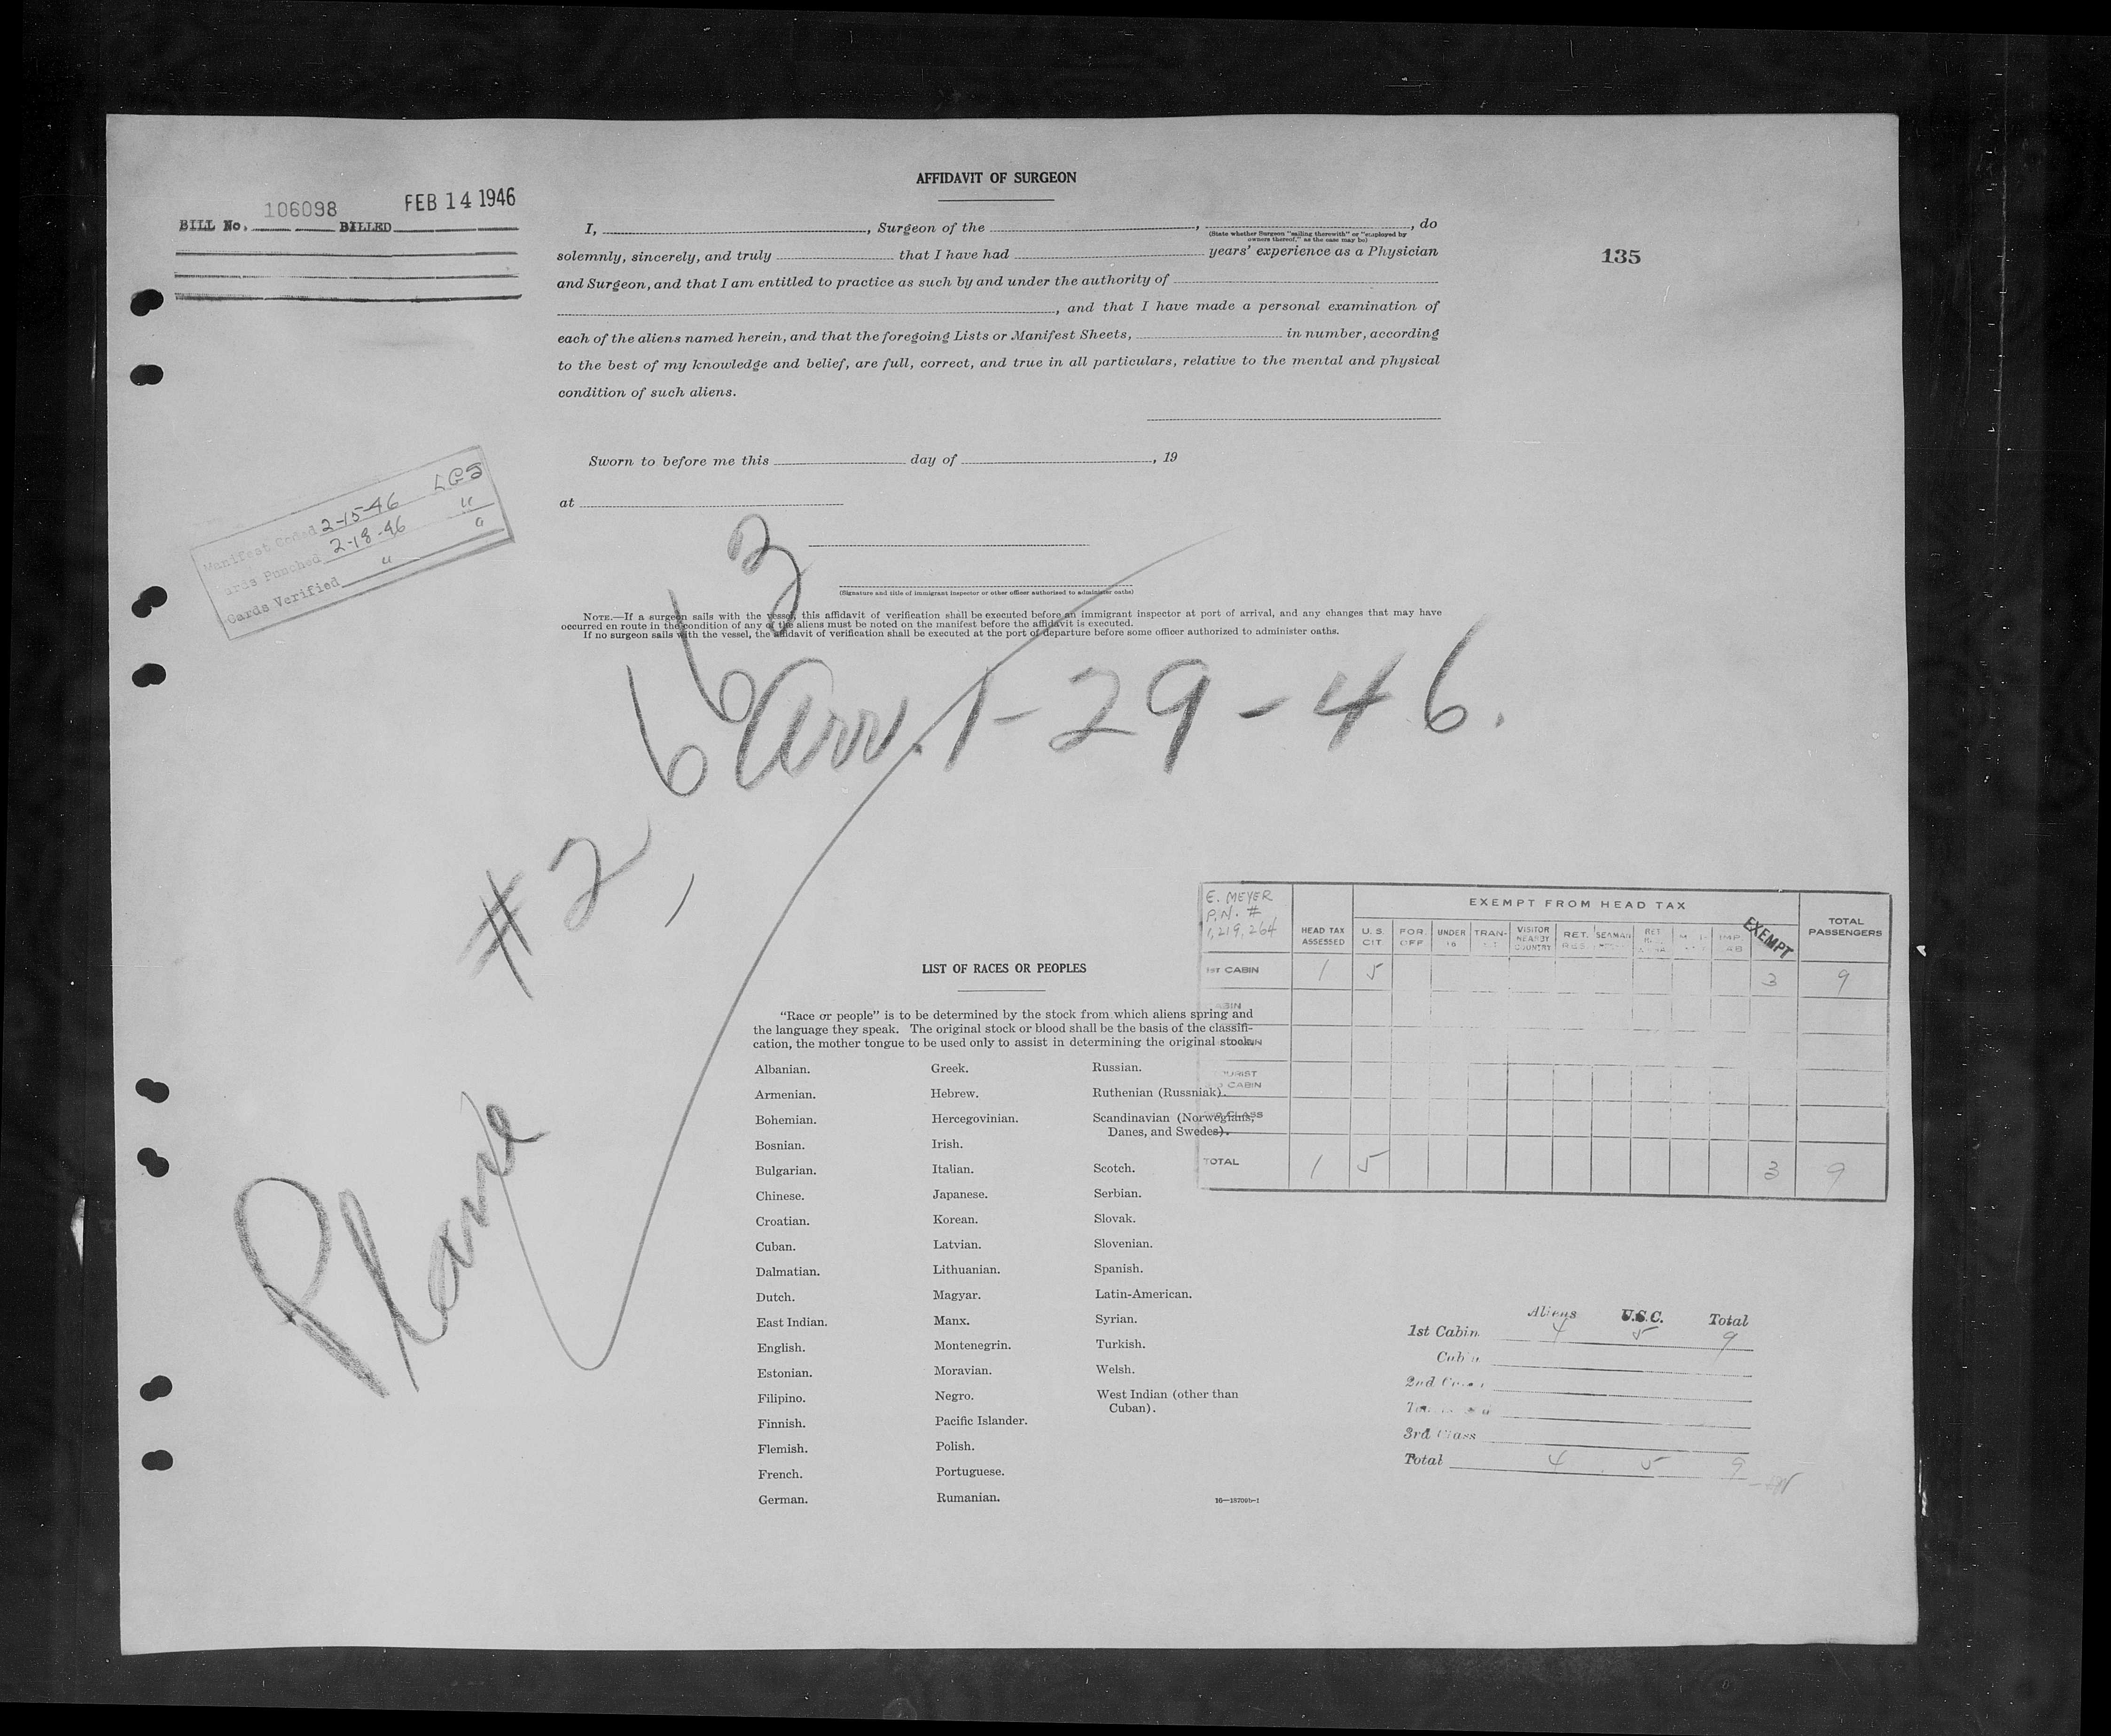 AFFIDAVIT OF SURGEON
BILL No. 106098 BILLED FEB 14 1946
135
I, , Surgeon of the , , do
(State whether Surgeon "sailing therewith" or "employed by
owners thereof," as the case may be)
solemnly, sincerely, and truly that I have had years' experience as a Physician
and Surgeon, and that I am entitled to practice as such by and under the authority of
, and that I have made a personal examination of
each of the aliens named herein, and that the foregoing Lists or Manifest Sheets, in number, according
to the best of my knowledge and belief, are full, correct, and true in all particulars, relative to the mental and physical
condition of such aliens.
Sworn to before me this day of , 19
at
(Signature and title of immigrant inspector or other officer authorized to administer oaths)
Manifest Coded 2-15-46 LGS
ards Punched 2-18-46 "
Cards Verified " "
NOTE.—If a surgeon sails with the vessel, this affidavit of verification shall be executed before an immigrant inspector at port of arrival, and any changes that may have
occurred en route in the condition of any of the aliens must be noted on the manifest before the affidavit is executed.
If no surgeon sails with the vessel, the affidavit of verification shall be executed at the port of departure before some officer authorized to administer oaths.
Plane #2,663
Arr. 1-29-46.
E. MEYER
P.N. #
1,219,264
HEAD TAX
ASSESSED
EXEMPT FROM HEAD TAX
U.S.
CIT.
FOR.
OFF
UNDER
16
TRAN-
VISITOR
NEARBY
COUNTRY
RET.
RES.
SEAMAN
RET
IMP.
EXEMPT
TOTAL
PASSENGERS
1ST CABIN 1 5 3 9
CABIN
TOURIST
CABIN
CLASS
TOTAL 1 5 3 9
LIST OF RACES OR PEOPLES
"Race or people" is to be determined by the stock from which aliens spring and
the language they speak. The original stock or blood shall be the basis of the classifi-
cation, the mother tongue to be used only to assist in determining the original stock.
Albanian.
Armenian.
Bohemian.
Bosnian.
Bulgarian.
Chinese.
Croatian.
Cuban.
Dalmatian.
Dutch.
East Indian.
English.
Estonian.
Filipino.
Finnish.
Flemish.
French.
German.
Greek.
Hebrew.
Hercegovinian.
Irish.
Italian.
Japanese.
Korean.
Latvian.
Lithuanian.
Magyar.
Manx.
Montenegrin.
Moravian.
Negro.
Pacific Islander.
Polish.
Portuguese.
Rumanian.
Russian.
Ruthenian (Russniak).
Scandinavian (Norwegians,
Danes, and Swedes).
Scotch.
Serbian.
Slovak.
Slovenian.
Spanish.
Latin-American.
Syrian.
Turkish.
Welsh.
West Indian (other than
Cuban).
Aliens U.S.C. Total
1st Cabin 4 5 9
Cabin
2nd
3rd Class
Total 4 5 9